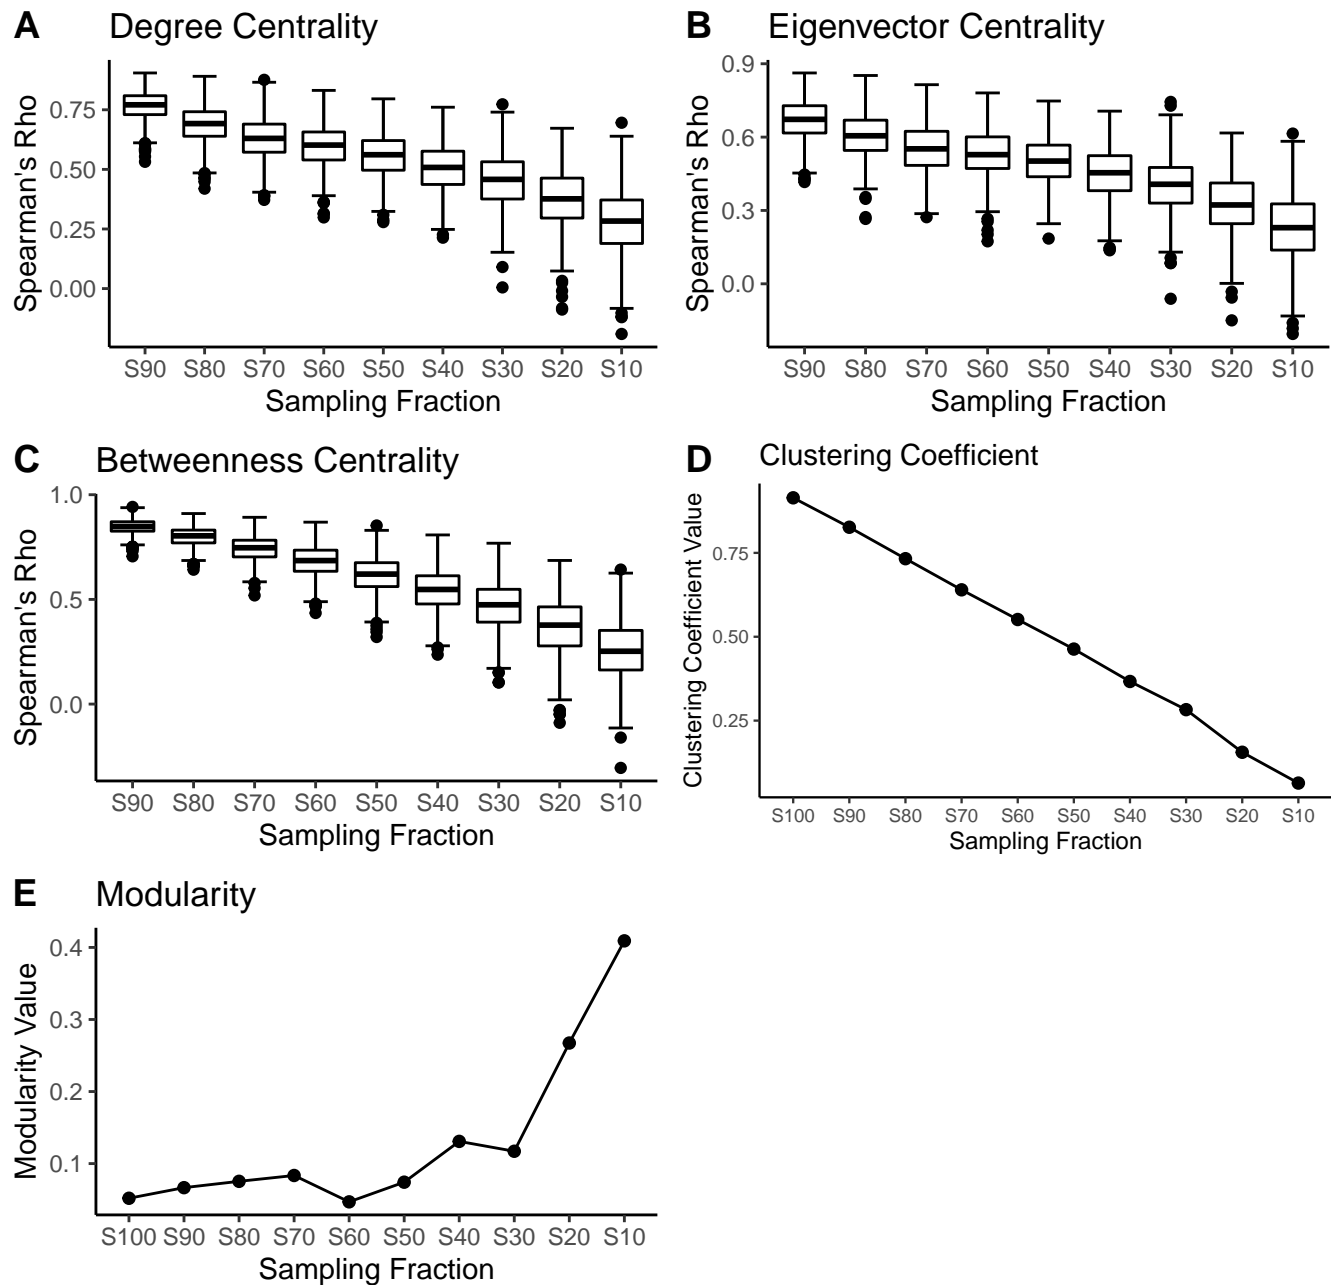 A Degree Centrality
Spearman's Rho
0.75
0.50
0.25
0.00
S90 S80 S70 S60 S50 S40 S30 S20 S10
Sampling Fraction
B Eigenvector Centrality
Spearman's Rho
0.9
0.6
0.3
0.0
S90 S80 S70 S60 S50 S40 S30 S20 S10
Sampling Fraction
C Betweenness Centrality
Spearman's Rho
1.0
0.5
0.0
S90 S80 S70 S60 S50 S40 S30 S20 S10
Sampling Fraction
D Clustering Coefficient
Clustering Coefficient Value
0.75
0.50
0.25
S100 S90 S80 S70 S60 S50 S40 S30 S20 S10
Sampling Fraction
E Modularity
Modularity Value
0.4
0.3
0.2
0.1
S100 S90 S80 S70 S60 S50 S40 S30 S20 S10
Sampling Fraction